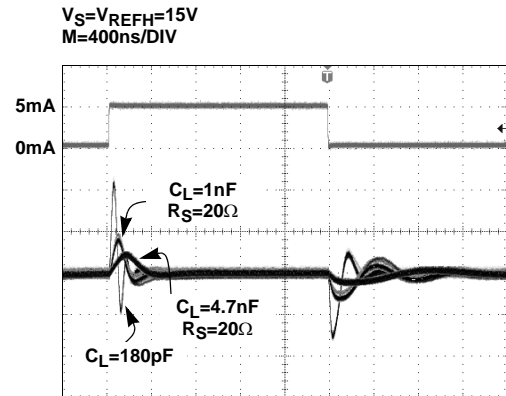 VS=VREFH=15V
M=400ns/DIV
T
5mA
0mA
CL=1nF
RS=20Ω
CL=4.7nF
RS=20Ω
CL=180pF